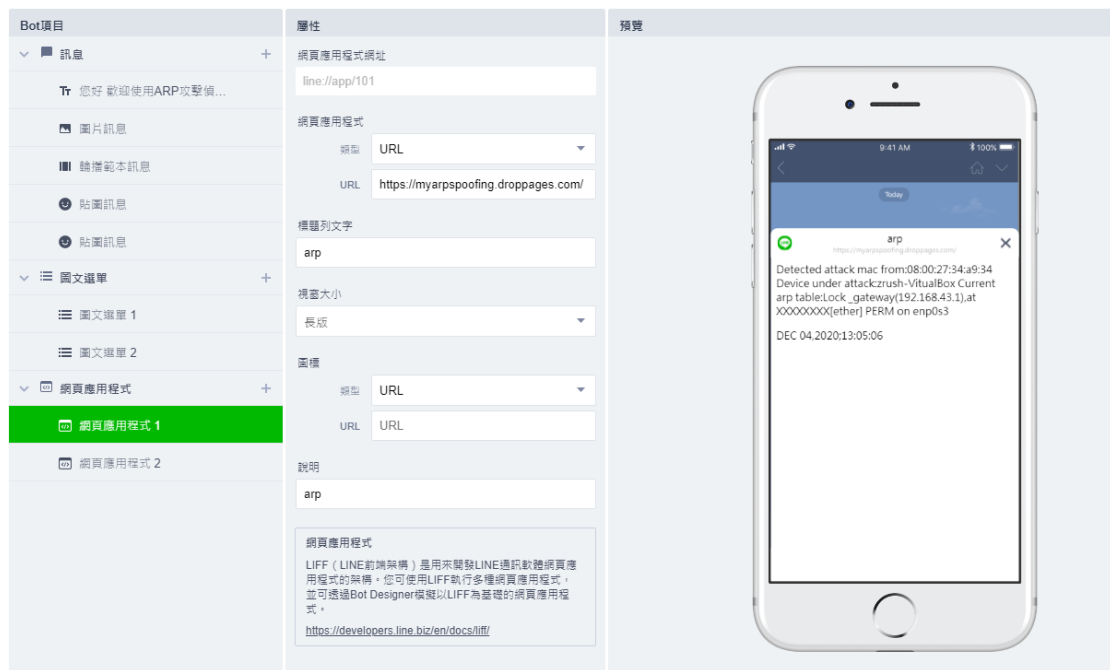 Bot項目
訊息
您好 歡迎使用ARP攻擊偵...
圖片訊息
輪播範本訊息
貼圖訊息
貼圖訊息
圖文選單
圖文選單 1
圖文選單 2
網頁應用程式
網頁應用程式 1
網頁應用程式 2
屬性
網頁應用程式網址
line://app/101
網頁應用程式
類型 URL
URL https://myarpspoofing.droppages.com/
標題列文字
arp
視窗大小
長版
圖標
類型 URL
URL URL
說明
arp
網頁應用程式
LIFF（LINE前端架構）是用來開發LINE通訊軟體網頁應
用程式的架構。您可使用LIFF執行多種網頁應用程式，
並可透過Bot Designer模擬以LIFF為基礎的網頁應用程
式。
https://developers.line.biz/en/docs/liff/
預覽
9:41 AM 100%
Today
arp
https://myarpspoofing.droppages.com/
Detected attack mac from:08:00:27:34:a9:34
Device under attack:zrush-VitualBox Current
arp table:Lock _gateway(192.168.43.1),at
XXXXXXXX[ether] PERM on enp0s3
DEC 04,2020;13:05:06